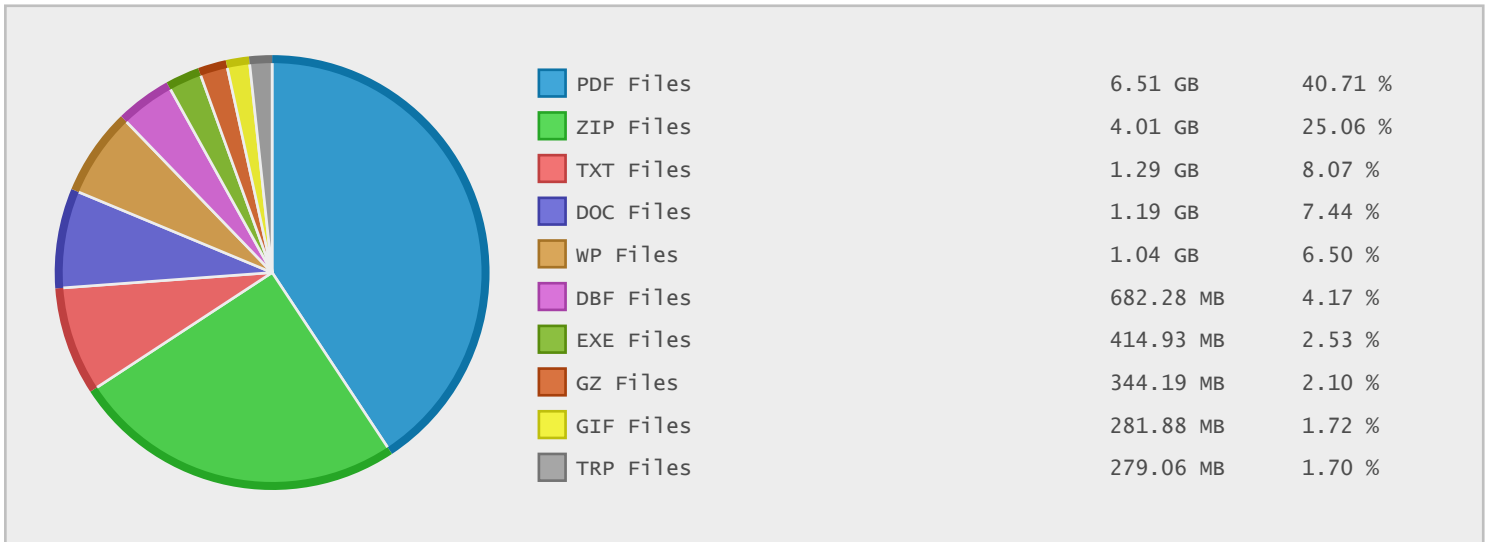 PDF Files 6.51 GB 40.71 %
ZIP Files 4.01 GB 25.06 %
TXT Files 1.29 GB 8.07 %
DOC Files 1.19 GB 7.44 %
WP Files 1.04 GB 6.50 %
DBF Files 682.28 MB 4.17 %
EXE Files 414.93 MB 2.53 %
GZ Files 344.19 MB 2.10 %
GIF Files 281.88 MB 1.72 %
TRP Files 279.06 MB 1.70 %